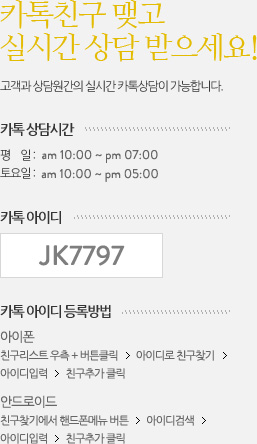 카톡친구 맺고
실시간 상담 받으세요!
고객과 상담원간의 실시간 카톡상담이 가능합니다.
카톡 상담시간
평 일 : am 10:00 ~ pm 07:00
토요일 : am 10:00 ~ pm 05:00
카톡 아이디
JK7797
카톡 아이디 등록방법
아이폰
친구리스트 우측 + 버튼클릭 > 아이디로 친구찾기 >
아이디입력 > 친구추가 클릭
안드로이드
친구찾기에서 핸드폰메뉴 버튼 > 아이디검색 >
아이디입력 > 친구추가 클릭